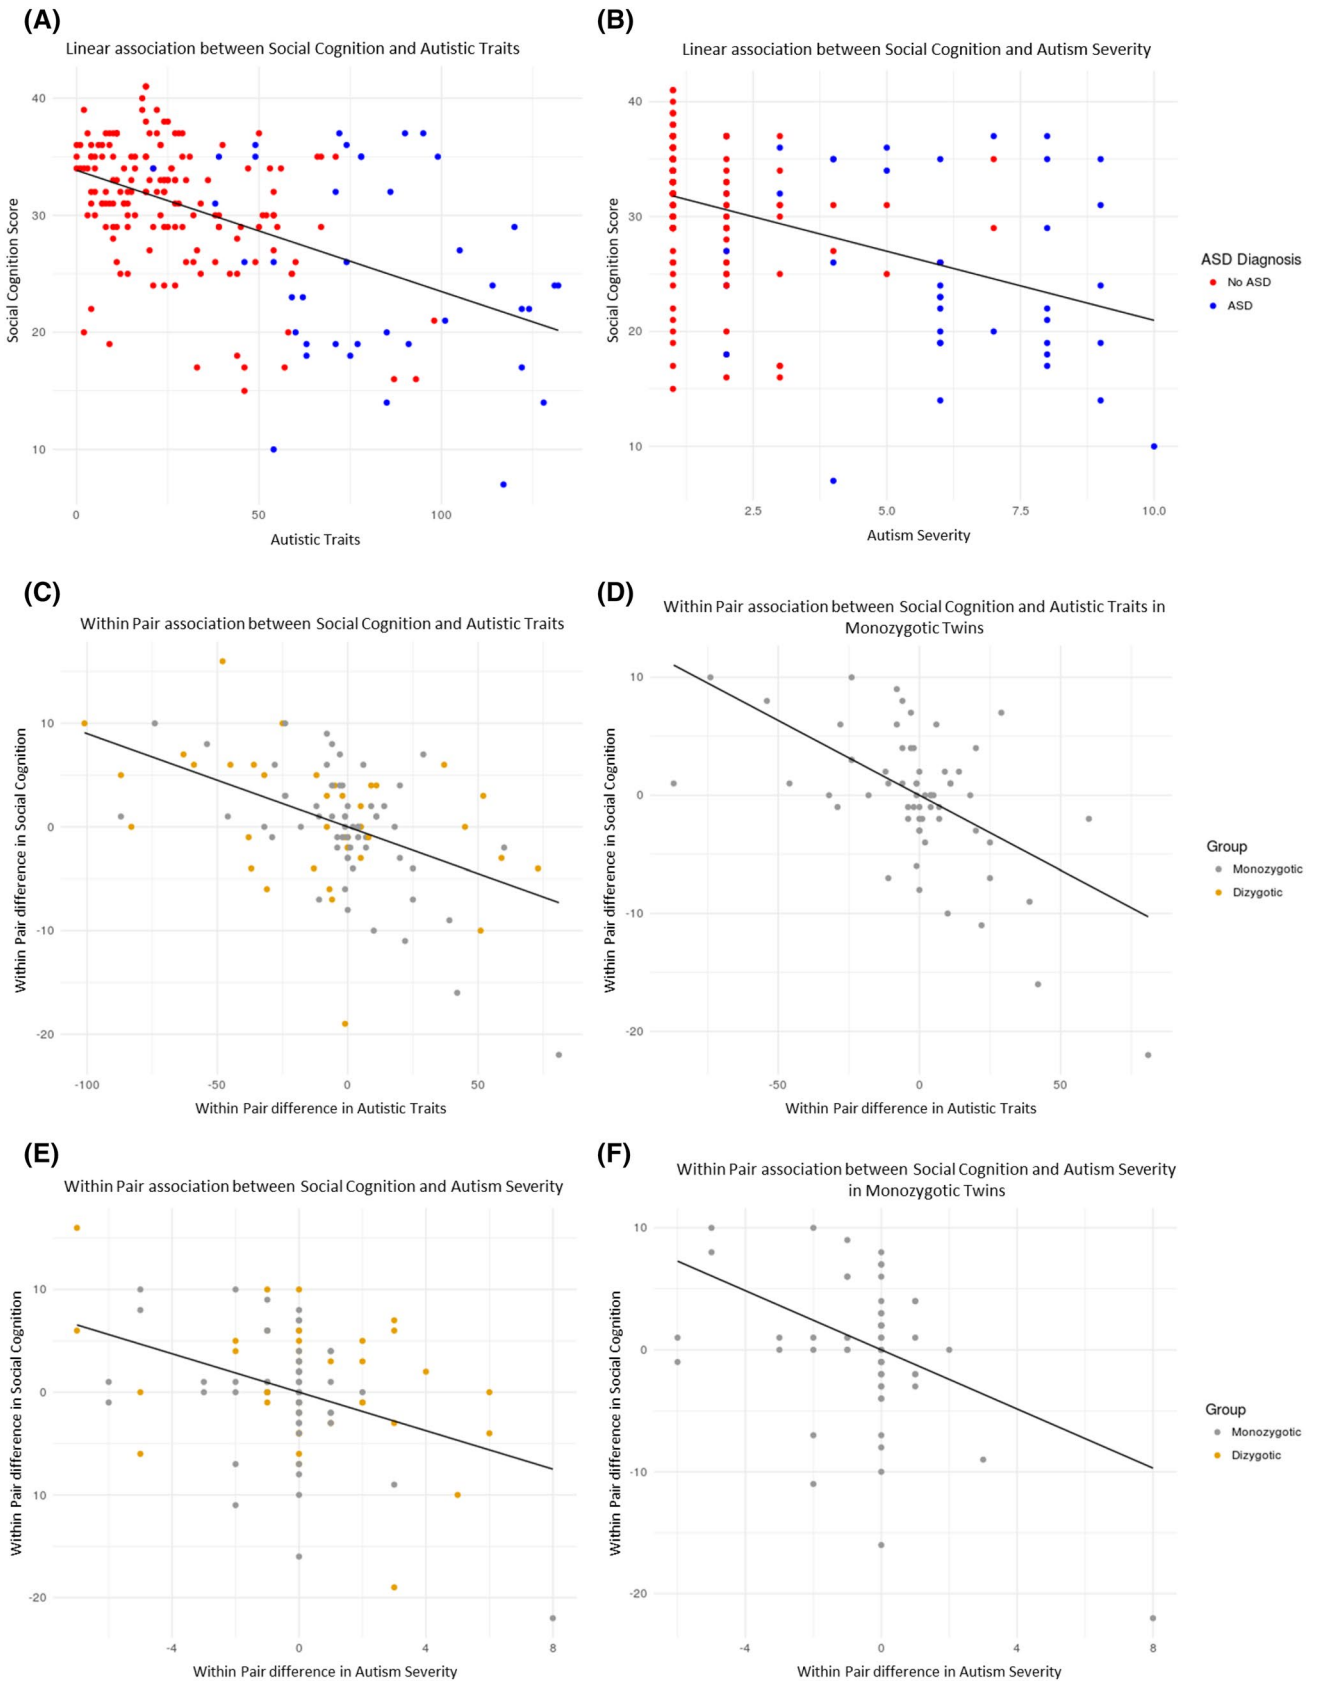 (A)
Linear association between Social Cognition and Autistic Traits
Social Cognition Score
40
30
20
10
0
50
100
Autistic Traits
(B)
Linear association between Social Cognition and Autism Severity
Social Cognition Score
40
30
20
10
2.5
5.0
7.5
10.0
Autism Severity
ASD Diagnosis
No ASD
ASD
(C)
Within Pair association between Social Cognition and Autistic Traits
Within Pair difference in Social Cognition
10
0
-10
-20
-100
-50
0
50
Within Pair difference in Autistic Traits
(D)
Within Pair association between Social Cognition and Autistic Traits in
Monozygotic Twins
Within Pair difference in Social Cognition
10
0
-10
-20
-50
0
50
Within Pair difference in Autistic Traits
Group
Monozygotic
Dizygotic
(E)
Within Pair association between Social Cognition and Autism Severity
Within Pair difference in Social Cognition
10
0
10
-20
-4
0
4
8
Within Pair difference in Autism Severity
(F)
Within Pair association between Social Cognition and Autism Severity
in Monozygotic Twins
Within Pair difference in Social Cognition
10
0
-10
-20
-4
0
4
8
Within Pair difference in Autism Severity
Group
Monozygotic
Dizygotic